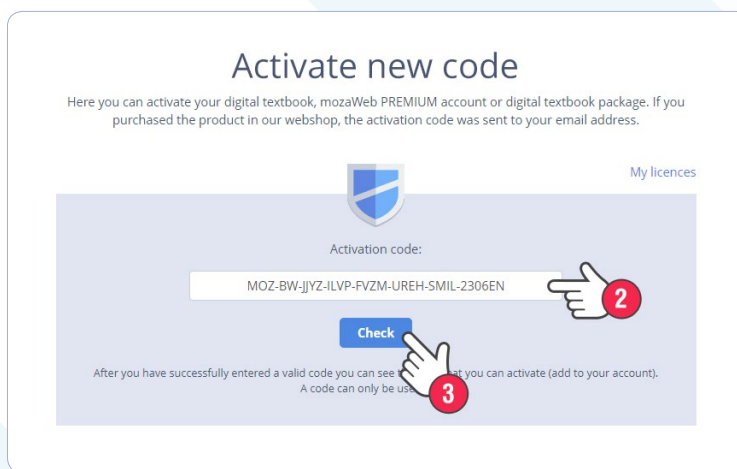 Activate new code
Here you can activate your digital textbook, mozaWeb PREMIUM account or digital textbook package. If you
purchased the product in our webshop, the activation code was sent to your email address.
My licences
Activation code:
MOZ-BW-JJYZ-ILVP-FVZM-UREH-SMIL-2306EN
2
Check
After you have successfully entered a valid code you can see you can activate (add to your account).
3
A code can only be